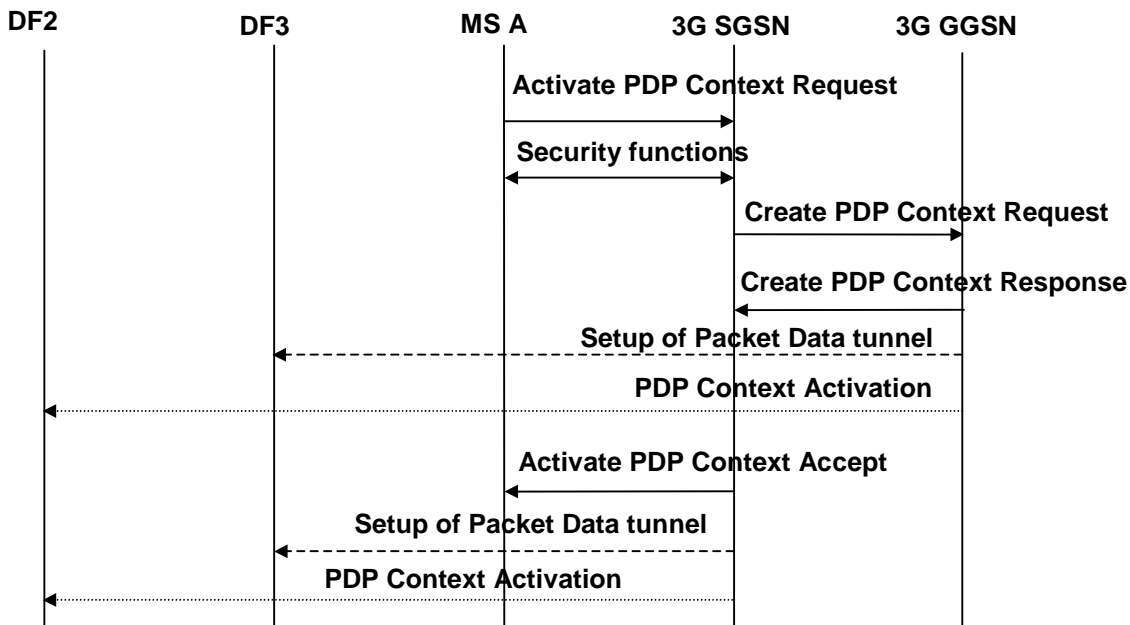 DF2
DF3
MS A
3G SGSN
3G GGSN
Activate PDP Context Request
Security functions
Create PDP Context Request
Create PDP Context Response
Setup of Packet Data tunnel
PDP Context Activation
Activate PDP Context Accept
Setup of Packet Data tunnel
PDP Context Activation